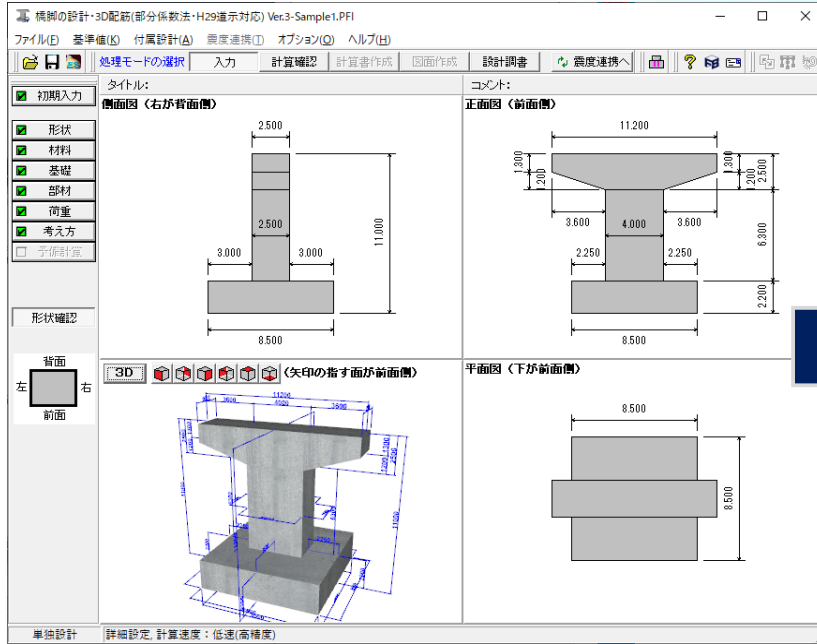 橋脚の設計・3D配筋(部分係数法・H29道示対応) Ver.3-Sample1.PFI
ファイル(F) 基準値(K) 付属設計(A) 震度連携(T) オプション(O) ヘルプ(H)
処理モードの選択 入力 計算確認 計算書作成 図面作成 設計調書 震度連携へ
タイトル: コメント:
初期入力
形状
材料
基礎
部材
荷重
考え方
予備計算
形状確認
背面
左 右
前面
側面図 (右が背面側)
2.500
2.500
11.000
3.000 3.000
8.500
正面図 (前面側)
11.200
1.300 1.300
1.200 1.200 2.500
3.600 4.000 3.600
6.300
2.250 2.250
2.200
8.500
3D (矢印の指す面が前面側)
11200
3600 4000 3600
平面図 (下が前面側)
8.500
8.500
単独設計 詳細設定, 計算速度:低速(高精度)